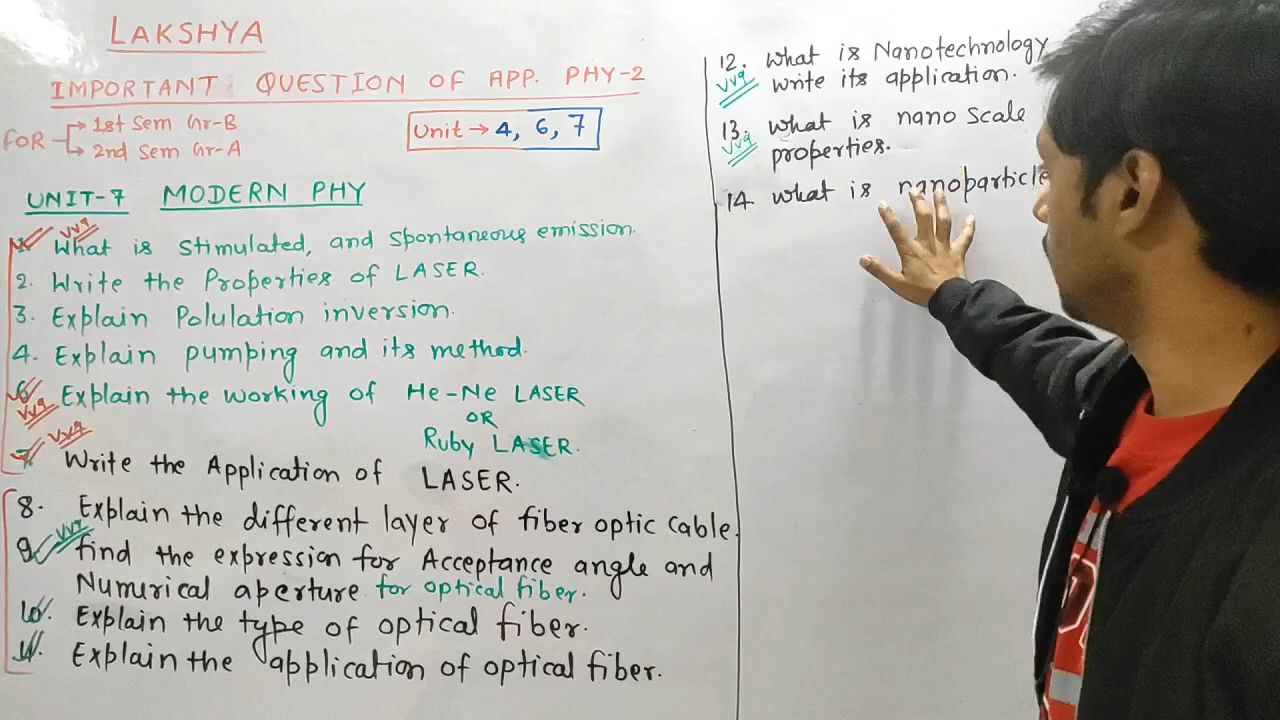 LAKSHYA
IMPORTANT QUESTION OF APP. PHY-2
FOR → 1st Sem Gr-B
→ 2nd Sem Gr-A
Unit → 4, 6, 7
UNIT-7 MODERN PHY
1. What is stimulated, and spontaneous emission.
vvq
2. Write the Properties of LASER.
3. Explain Polulation inversion.
4. Explain pumping and its method.
6. Explain the working of He-Ne LASER
vvq
OR
Ruby LASER.
vvq
7. Write the Application of LASER.
8. Explain the different layer of fiber optic cable.
vvq
9. find the expression for Acceptance angle and
Numurical aperture for optical fiber.
10. Explain the type of optical fiber.
11. Explain the application of optical fiber.
12. What is Nanotechnology
vvq write its application.
13. What is nano scale
vvq properties.
14. What is nanoparticle